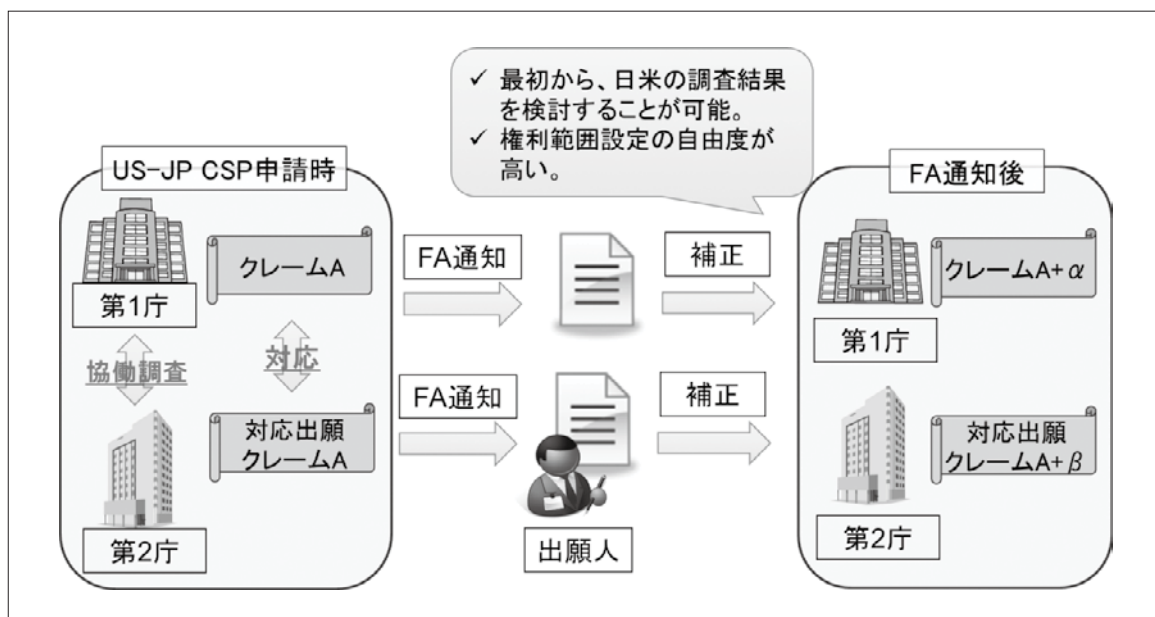 ✓ 最初から、日米の調査結果
を検討することが可能。
✓ 権利範囲設定の自由度が
高い。
US-JP CSP申請時
クレームA
第1庁
協働調査
対応
対応出願
クレームA
第2庁
FA通知
補正
FA通知
補正
出願人
FA通知後
クレームA+α
第1庁
対応出願
クレームA+β
第2庁